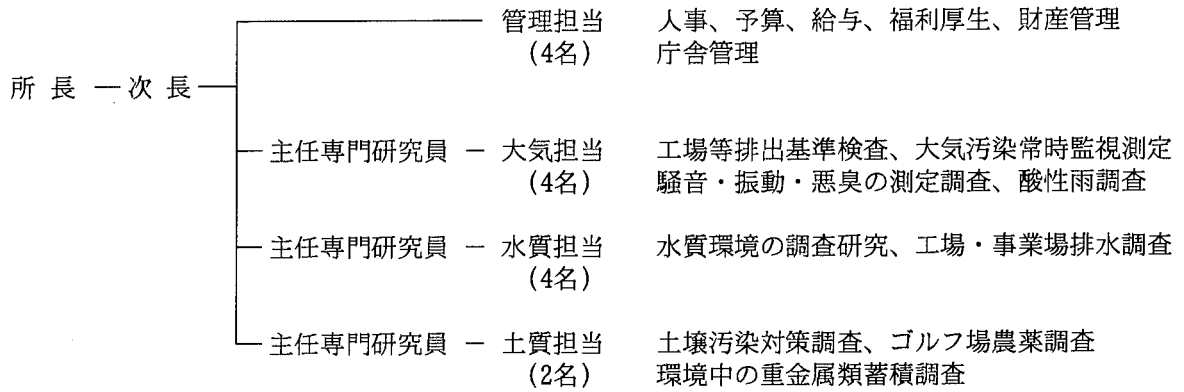 管理担当 人事、予算、給与、福利厚生、財産管理
(4名) 庁舎管理
所長 ― 次長
主任専門研究員 － 大気担当 工場等排出基準検査、大気汚染常時監視測定
(4名) 騒音・振動・悪臭の測定調査、酸性雨調査
主任専門研究員 － 水質担当 水質環境の調査研究、工場・事業場排水調査
(4名)
主任専門研究員 － 土質担当 土壌汚染対策調査、ゴルフ場農薬調査
(2名) 環境中の重金属類蓄積調査